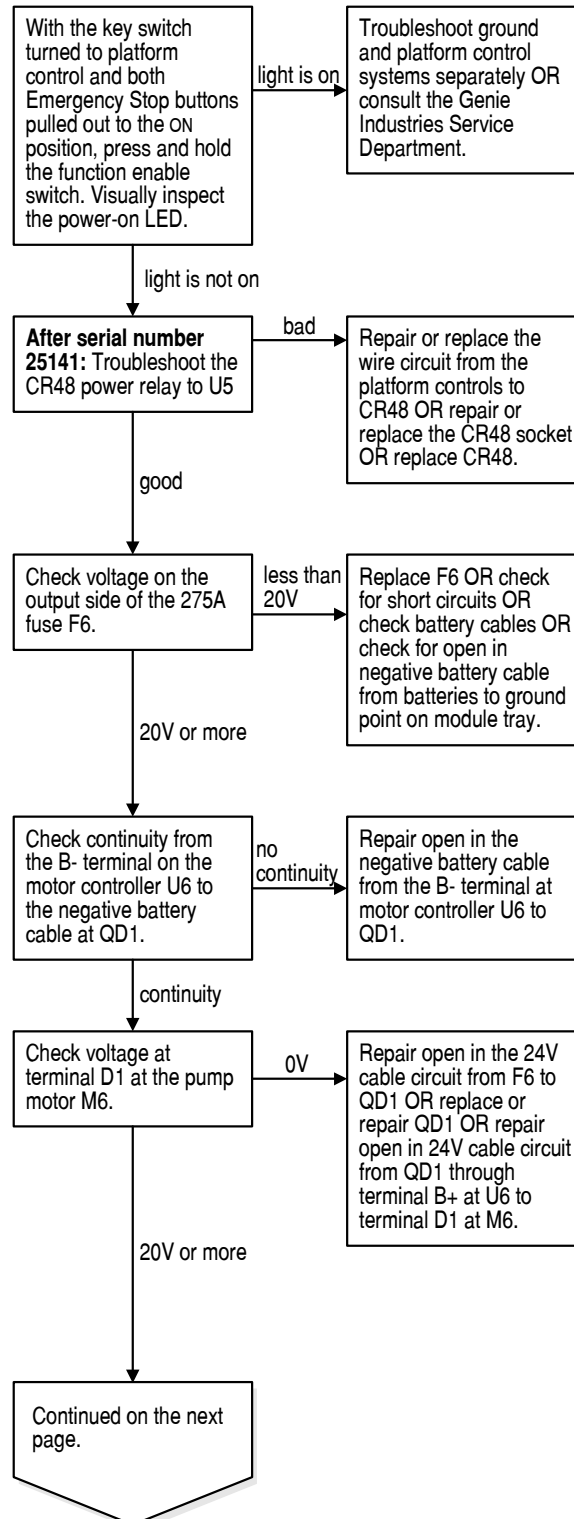 With the key switch
turned to platform
control and both
Emergency Stop buttons
pulled out to the ON
position, press and hold
the function enable
switch. Visually inspect
the power-on LED.
light is on
Troubleshoot ground
and platform control
systems separately OR
consult the Genie
Industries Service
Department.
light is not on
After serial number
25141: Troubleshoot the
CR48 power relay to U5
bad
Repair or replace the
wire circuit from the
platform controls to
CR48 OR repair or
replace the CR48 socket
OR replace CR48.
good
Check voltage on the
output side of the 275A
fuse F6.
less than
20V
Replace F6 OR check
for short circuits OR
check battery cables OR
check for open in
negative battery cable
from batteries to ground
point on module tray.
20V or more
Check continuity from
the B- terminal on the
motor controller U6 to
the negative battery
cable at QD1.
no
continuity
Repair open in the
negative battery cable
from the B- terminal at
motor controller U6 to
QD1.
continuity
Check voltage at
terminal D1 at the pump
motor M6.
0V
Repair open in the 24V
cable circuit from F6 to
QD1 OR replace or
repair QD1 OR repair
open in 24V cable circuit
from QD1 through
terminal B+ at U6 to
terminal D1 at M6.
20V or more
Continued on the next
page.